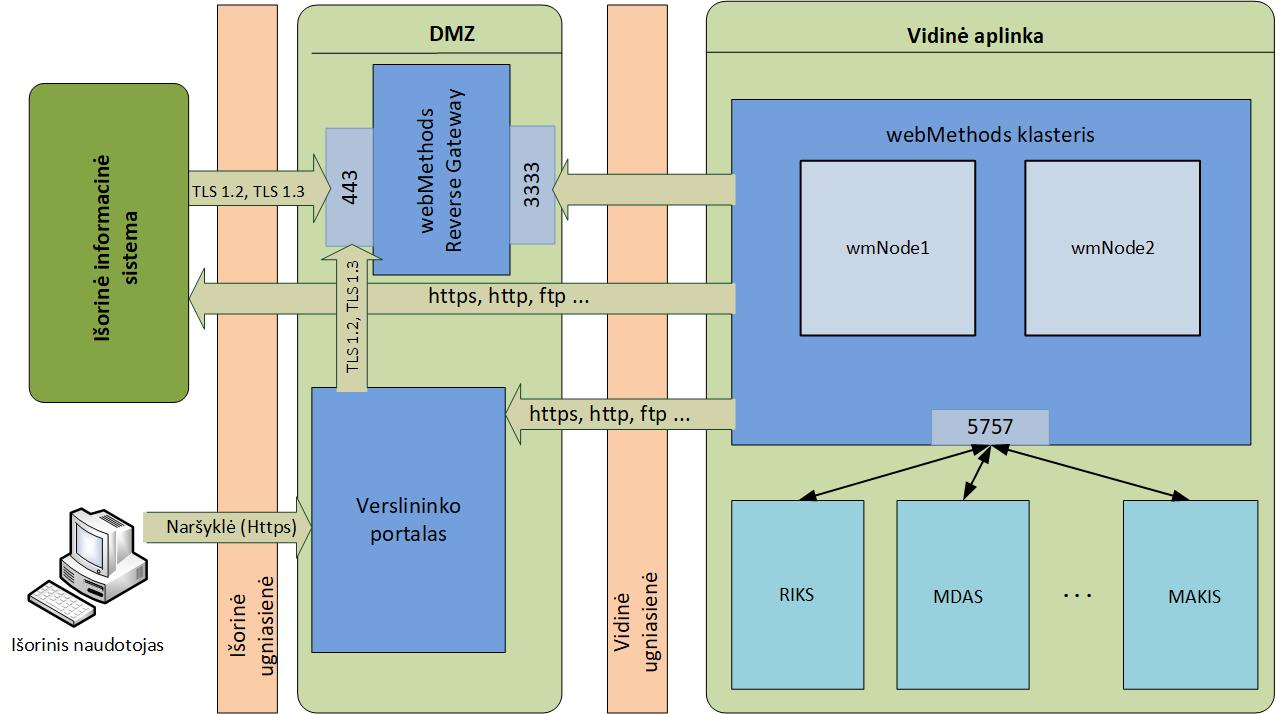 DMZ
Vidinė aplinka
Išorinė informacinė
sistema
TLS 1.2, TLS 1.3
443
webMethods
Reverse Gateway
3333
webMethods klasteris
wmNode1
wmNode2
https, http, ftp ...
TLS 1.2, TLS 1.3
https, http, ftp ...
5757
Verslininko
portalas
Naršyklė (Https)
Išorinis naudotojas
Išorinė
ugniasienė
Vidinė
ugniasienė
RIKS
MDAS
...
MAKIS